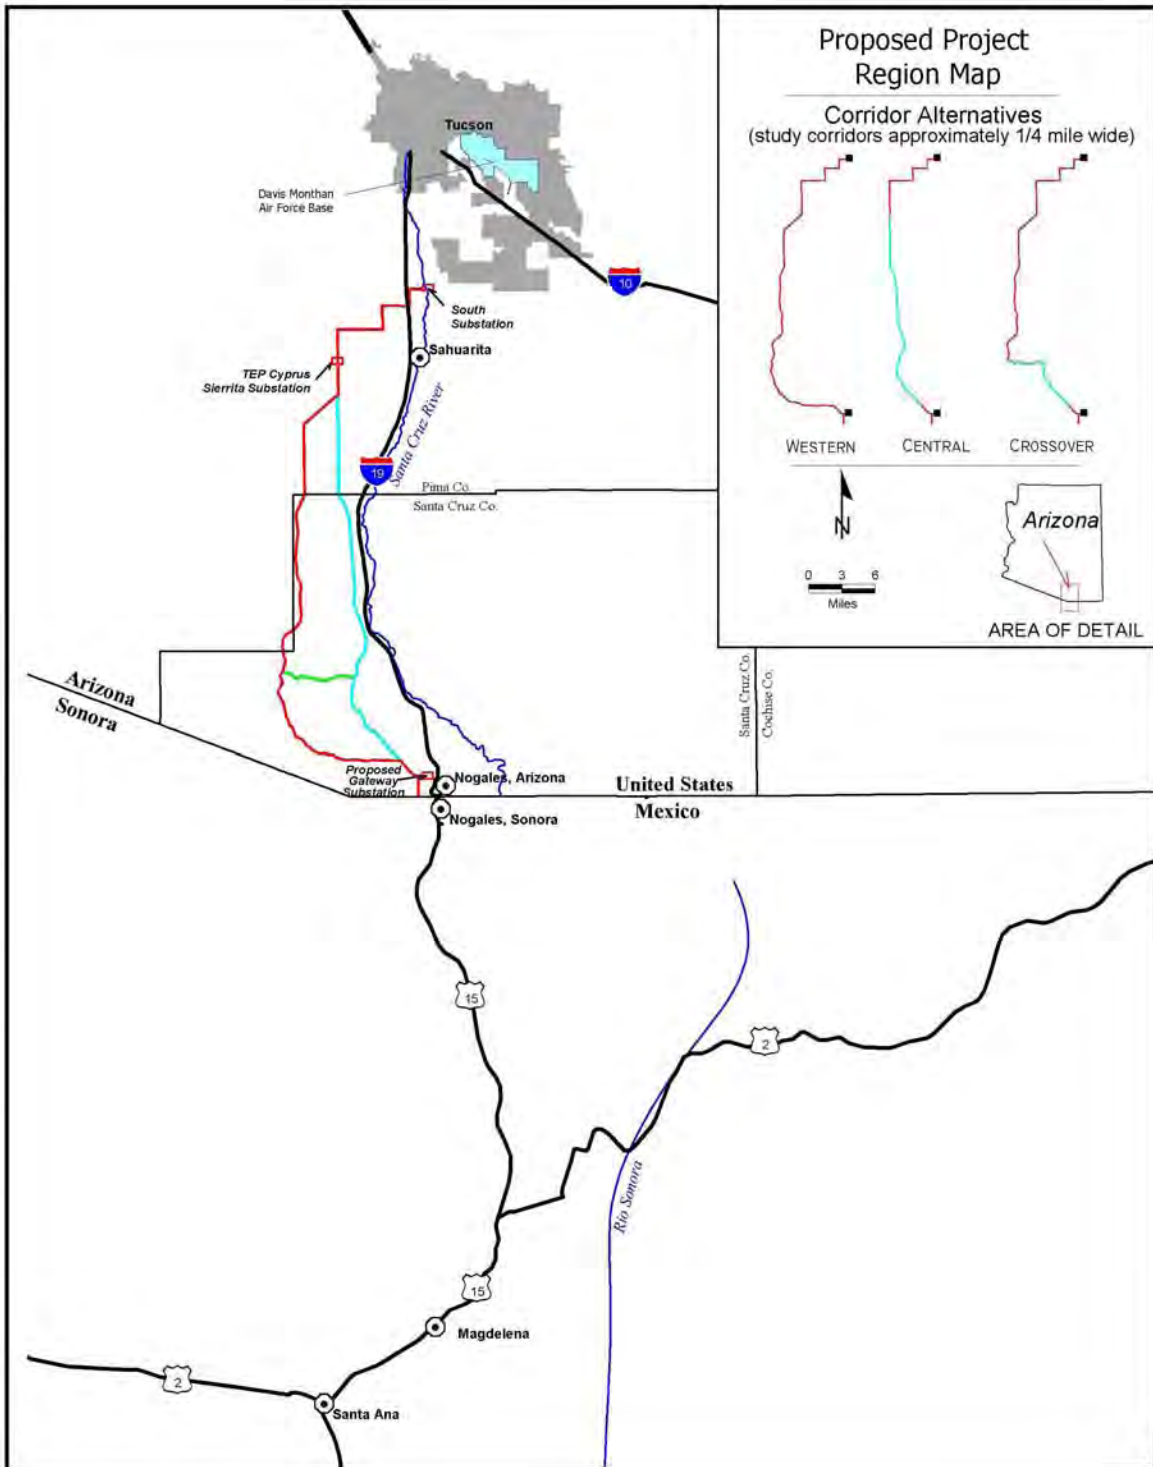 Proposed Project
Region Map
Corridor Alternatives
(study corridors approximately 1/4 mile wide)
WESTERN
CENTRAL
CROSSOVER
N
0 3 6
Miles
Arizona
AREA OF DETAIL
Tucson
Davis Monthan
Air Force Base
10
South
Substation
Sahuarita
TEP Cyprus
Sierrita Substation
Santa Cruz River
19
Pima Co.
Santa Cruz Co.
Santa Cruz Co.
Cochise Co.
Arizona
Sonora
Proposed
Gateway
Substation
Nogales, Arizona
United States
Mexico
Nogales, Sonora
15
2
Rio Sonora
15
Magdelena
2
Santa Ana